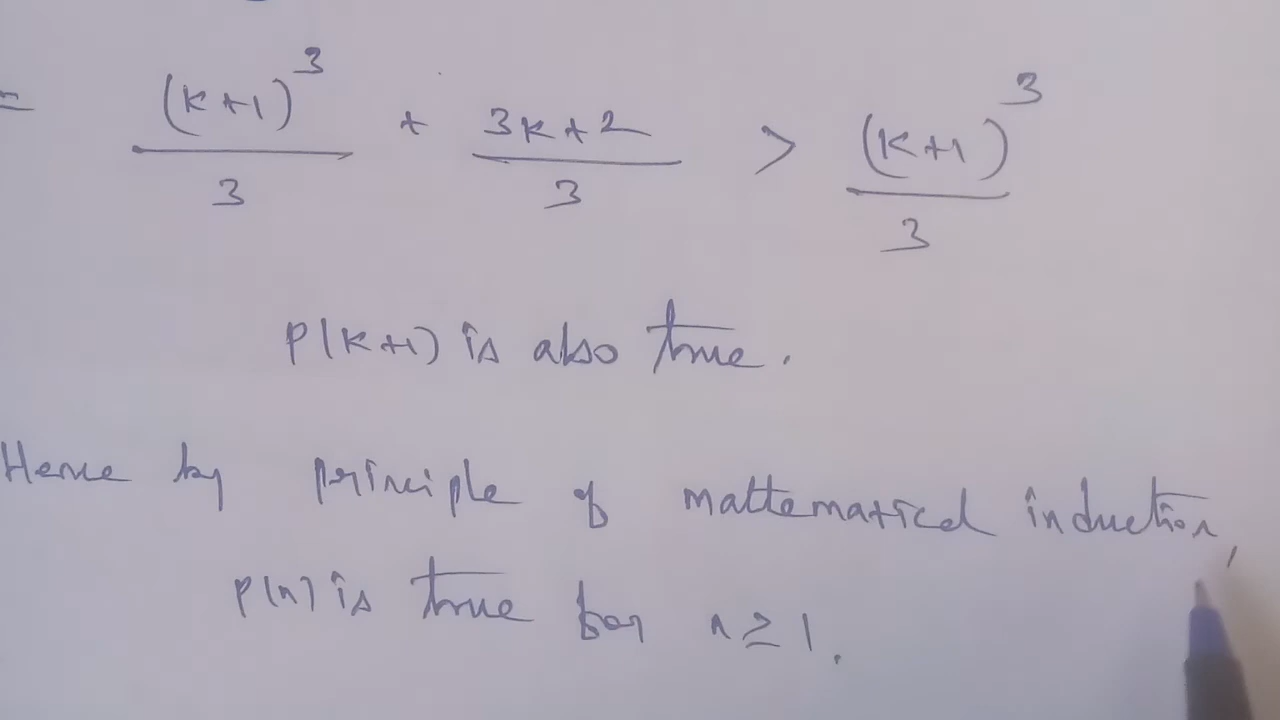 = (k+1)^3/3 + 3k+2/3 > (k+1)^3/3
P(k+1) is also true.
Hence by principle of mathematical induction,
P(n) is true for n ≥ 1.